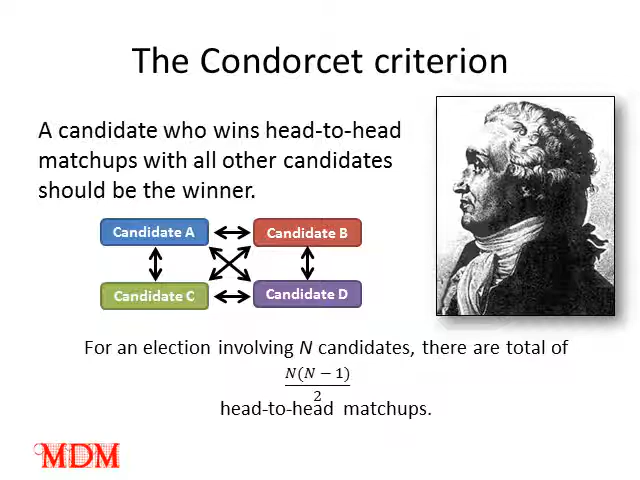 The Condorcet criterion
A candidate who wins head-to-head
matchups with all other candidates
should be the winner.
Candidate A
Candidate B
Candidate C
Candidate D
For an election involving N candidates, there are total of
N(N − 1)
2
head-to-head matchups.
MDM